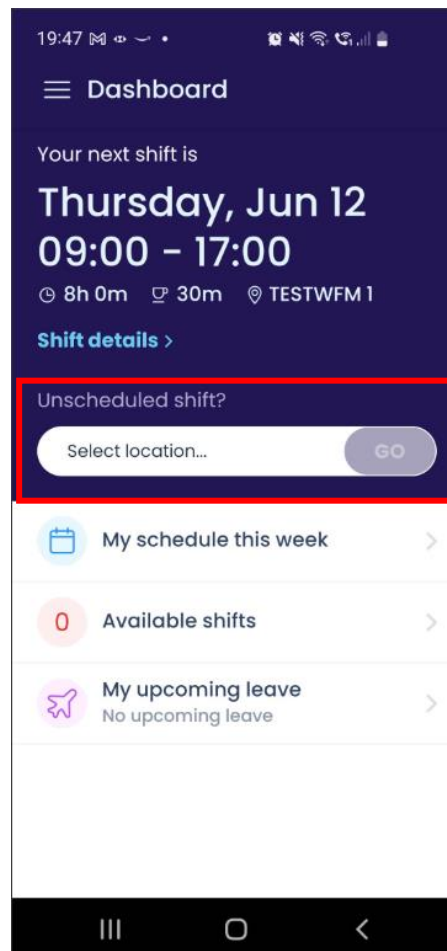 19:47
Dashboard
Your next shift is
Thursday, Jun 12
09:00 - 17:00
8h 0m 30m TESTWFM 1
Shift details >
Unscheduled shift?
Select location... GO
My schedule this week
0 Available shifts
My upcoming leave
No upcoming leave